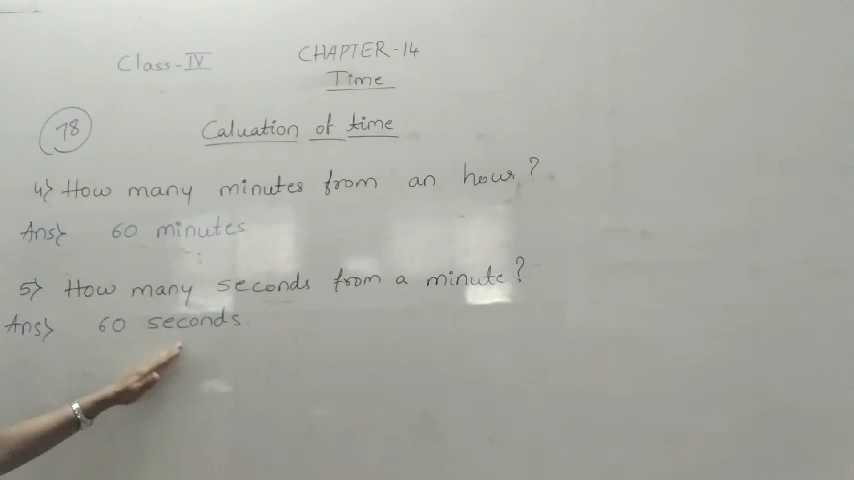 Class-IV
CHAPTER-14
Time
78
Caluation of time
4) How many minutes from an hour?
Ans) 60 minutes
5) How many seconds from a minute?
Ans) 60 seconds.